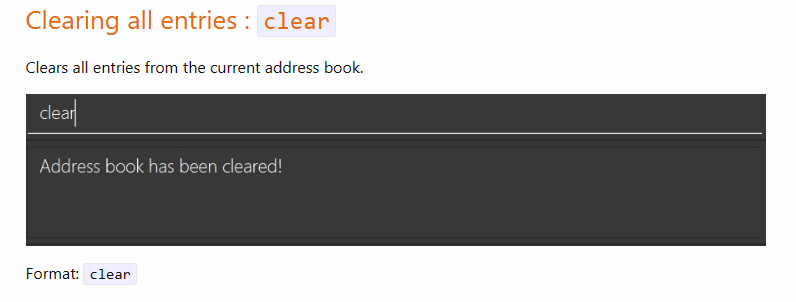 Clearing all entries : clear
Clears all entries from the current address book.
clear
Address book has been cleared!
Format: clear